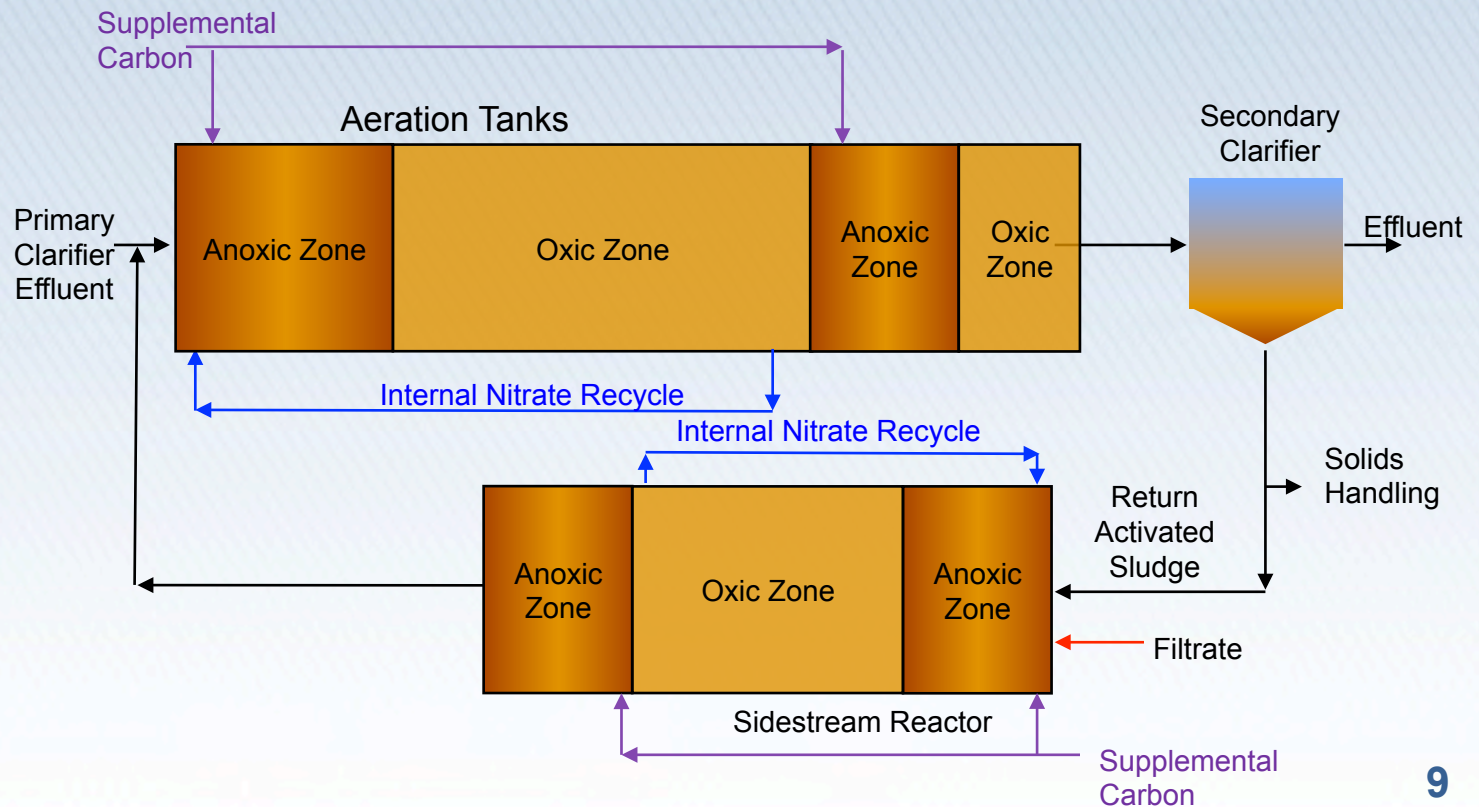 Supplemental
Carbon
Aeration Tanks
Secondary
Clarifier
Primary
Clarifier
Effluent
Anoxic Zone
Oxic Zone
Anoxic
Zone
Oxic
Zone
Effluent
Internal Nitrate Recycle
Internal Nitrate Recycle
Solids
Handling
Return
Activated
Sludge
Anoxic
Zone
Oxic Zone
Anoxic
Zone
Filtrate
Sidestream Reactor
Supplemental
Carbon
9